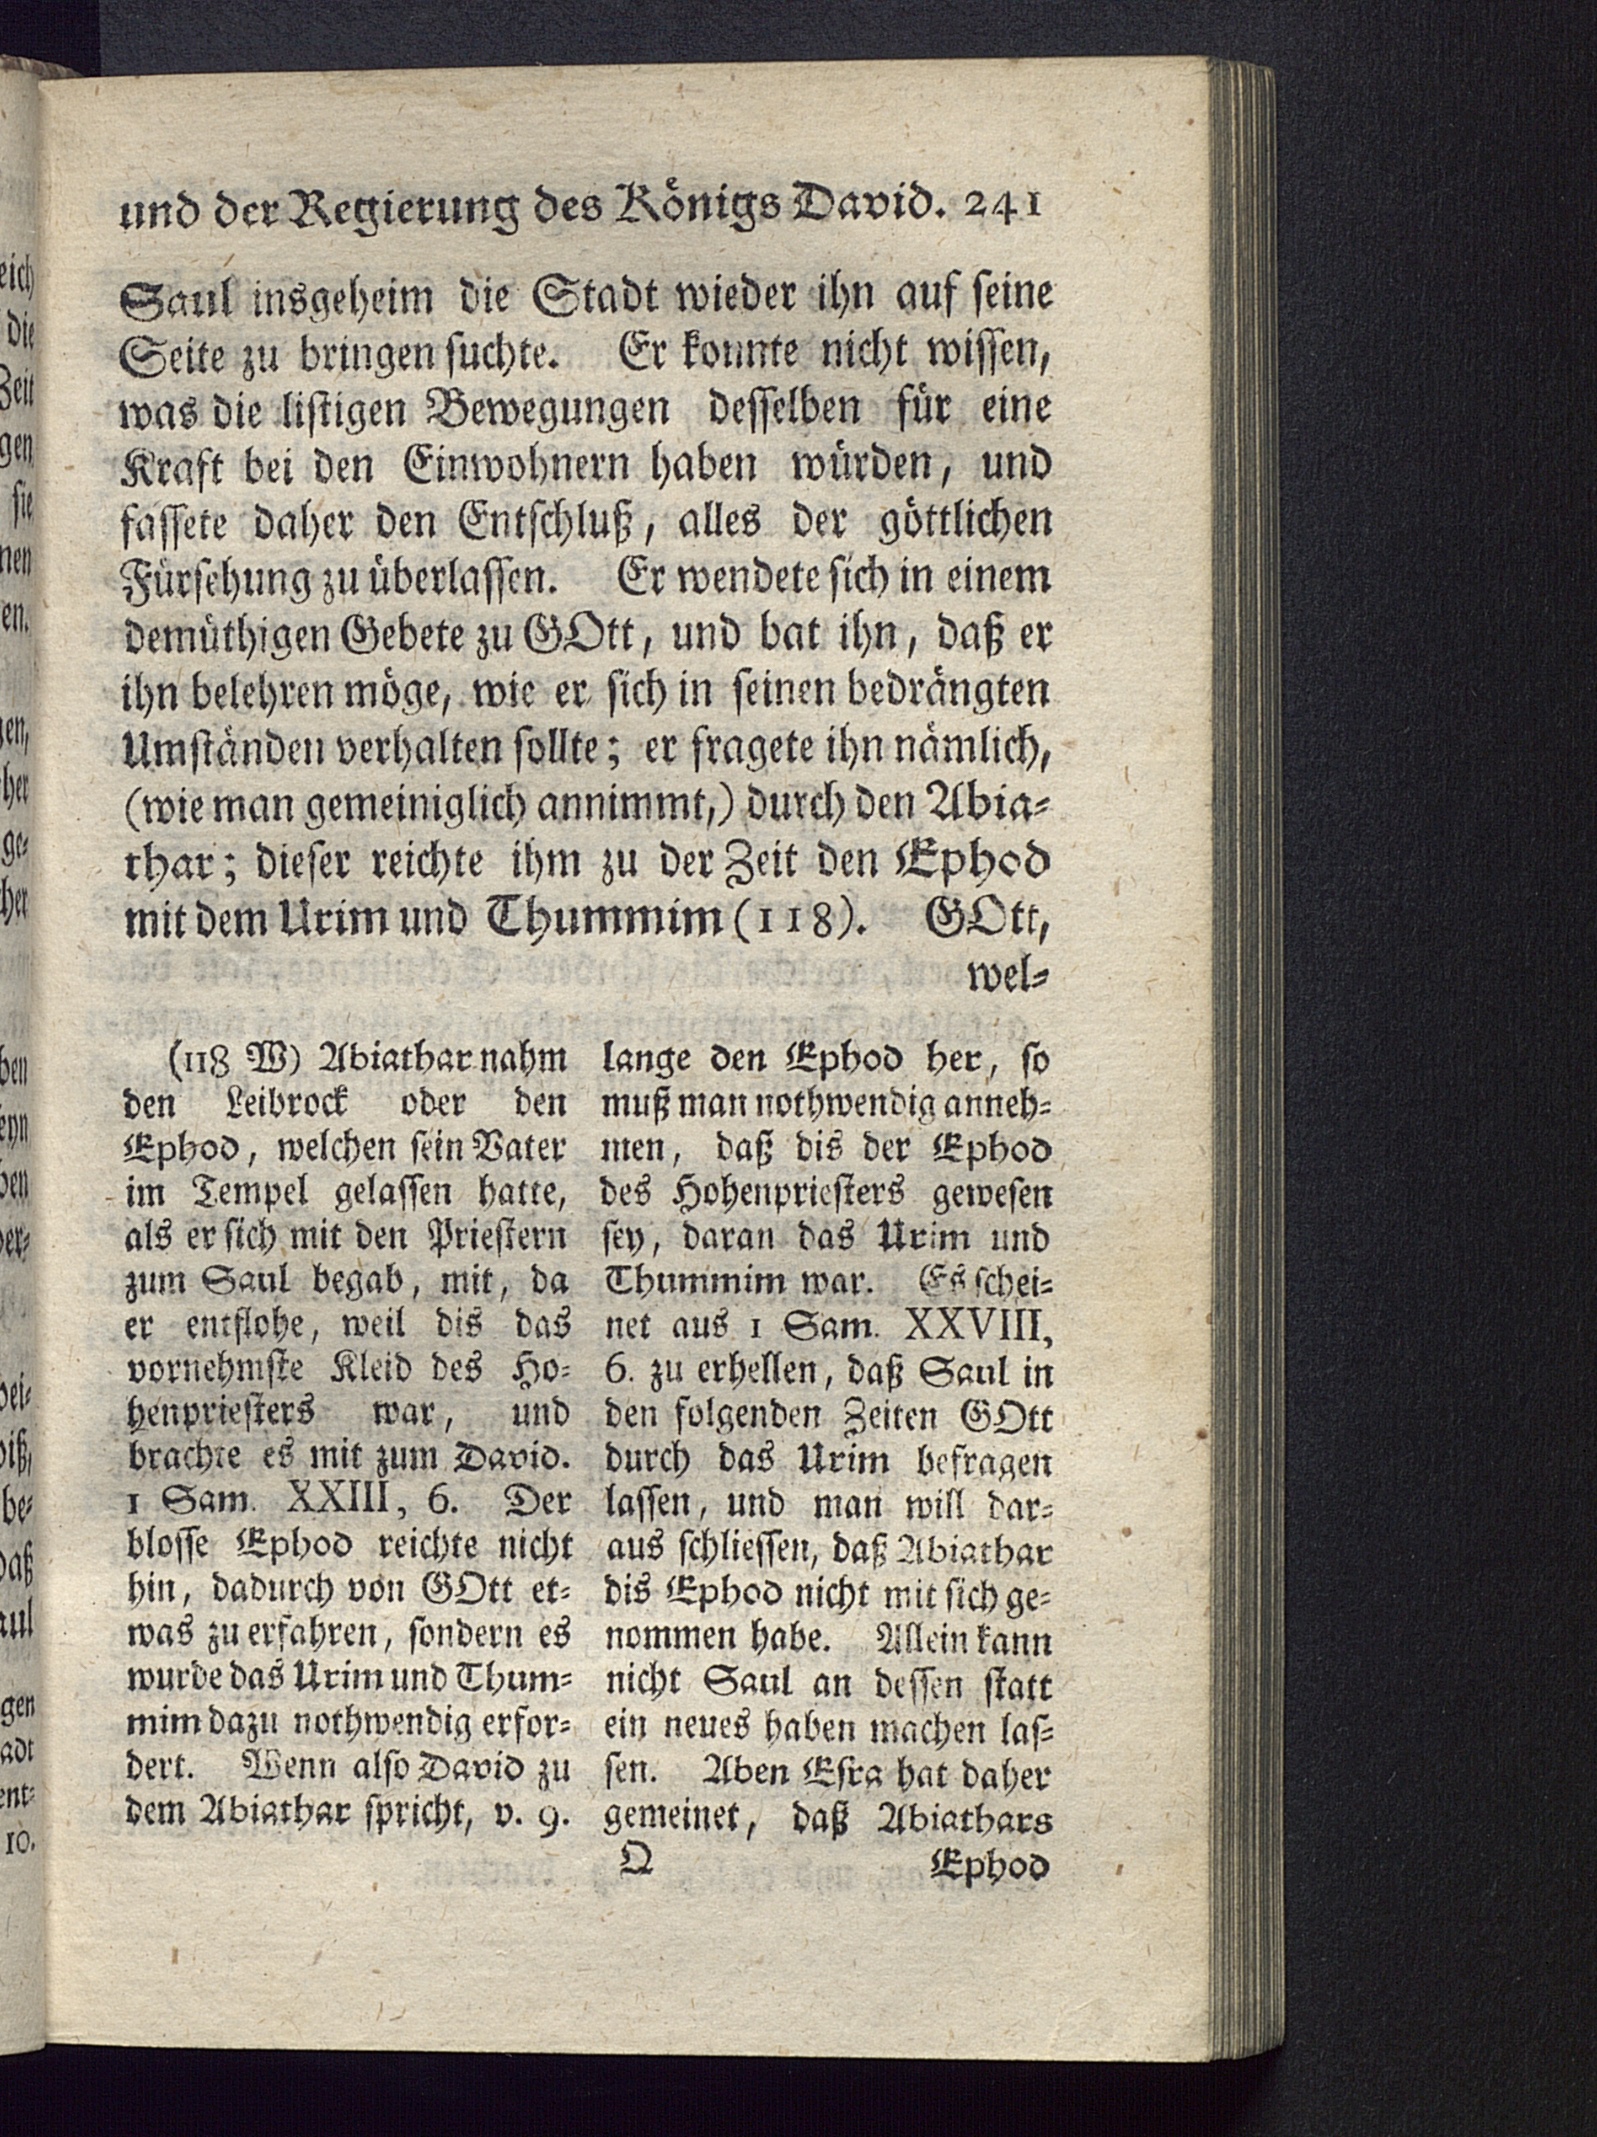 und der Regierung des Königs David. 241
Saul insgeheim die Stadt wieder ihn auf seine
Seite zu bringen suchte. Er konnte nicht wissen,
was die listigen Bewegungen desselben für eine
Kraft bei den Einwohnern haben würden, und
fassete daher den Entschluß, alles der göttlichen
Fürsehung zu überlassen. Er wendete sich in einem
demüthigen Gebete zu GOtt, und bat ihn, daß er
ihn belehren möge, wie er sich in seinen bedrängten
Umständen verhalten sollte; er fragete ihn nämlich,
(wie man gemeiniglich annimmt,) durch den Abia-
thar; dieser reichte ihm zu der Zeit den Ephod
mit dem Urim und Thummim (118). GOtt,
wel-
(118 W) Abiathar nahm
den Leibrock oder den
Ephod, welchen sein Vater
im Tempel gelassen hatte,
als er sich mit den Priestern
zum Saul begab, mit, da
er entflohe, weil dis das
vornehmste Kleid des Ho-
henpriesters war, und
brachte es mit zum David.
1 Sam. XXIII, 6. Der
blosse Ephod reichte nicht
hin, dadurch von GOtt et-
was zu erfahren, sondern es
wurde das Urim und Thum-
mim dazu nothwendig erfor-
dert. Wenn also David zu
dem Abiathar spricht, v. 9.
lange den Ephod her, so
muß man nothwendig anneh-
men, daß dis der Ephod
des Hohenpriesters gewesen
sey, daran das Urim und
Thummim war. Es schei-
net aus 1 Sam. XXVIII,
6. zu erhellen, daß Saul in
den folgenden Zeiten GOtt
durch das Urim befragen
lassen, und man will dar-
aus schliessen, daß Abiathar
dis Ephod nicht mit sich ge-
nommen habe. Allein kann
nicht Saul an dessen statt
ein neues haben machen las-
sen. Aben Esra hat daher
gemeinet, daß Abiathars
Q Ephod